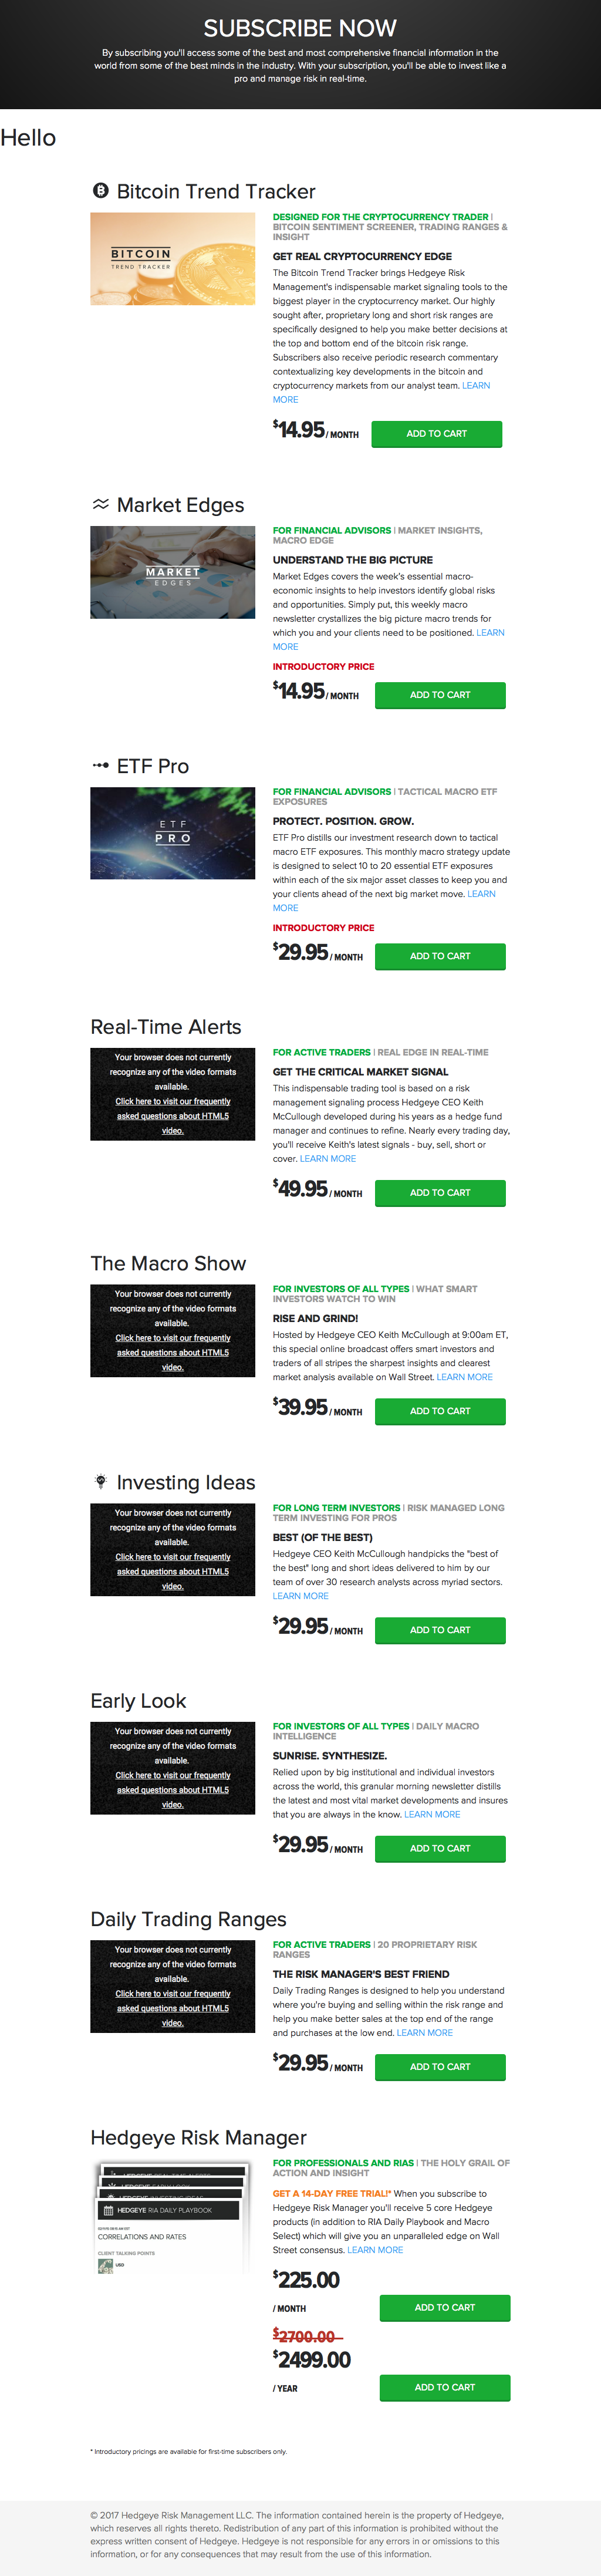 SUBSCRIBE NOW
By subscribing you'll access some of the best and most comprehensive financial information in the
world from some of the best minds in the industry. With your subscription, you'll be able to invest like a
pro and manage risk in real-time.
Hello
Bitcoin Trend Tracker
BITCOIN
TREND TRACKER
DESIGNED FOR THE CRYPTOCURRENCY TRADER |
BITCOIN SENTIMENT SCREENER, TRADING RANGES &
INSIGHT
GET REAL CRYPTOCURRENCY EDGE
The Bitcoin Trend Tracker brings Hedgeye Risk
Management's indispensable market signaling tools to the
biggest player in the cryptocurrency market. Our highly
sought after, proprietary long and short risk ranges are
specifically designed to help you make better decisions at
the top and bottom end of the bitcoin risk range.
Subscribers also receive periodic research commentary
contextualizing key developments in the bitcoin and
cryptocurrency markets from our analyst team. LEARN
MORE
$14.95 / MONTH ADD TO CART
Market Edges
MARKET
EDGES
FOR FINANCIAL ADVISORS | MARKET INSIGHTS,
MACRO EDGE
UNDERSTAND THE BIG PICTURE
Market Edges covers the week's essential macro-
economic insights to help investors identify global risks
and opportunities. Simply put, this weekly macro
newsletter crystallizes the big picture macro trends for
which you and your clients need to be positioned. LEARN
MORE
INTRODUCTORY PRICE
$14.95 / MONTH ADD TO CART
ETF Pro
ETF
PRO
FOR FINANCIAL ADVISORS | TACTICAL MACRO ETF
EXPOSURES
PROTECT. POSITION. GROW.
ETF Pro distills our investment research down to tactical
macro ETF exposures. This monthly macro strategy update
is designed to select 10 to 20 essential ETF exposures
within each of the six major asset classes to keep you and
your clients ahead of the next big market move. LEARN
MORE
INTRODUCTORY PRICE
$29.95 / MONTH ADD TO CART
Real-Time Alerts
Your browser does not currently
recognize any of the video formats
available.
Click here to visit our frequently
asked questions about HTML5
video.
FOR ACTIVE TRADERS | REAL EDGE IN REAL-TIME
GET THE CRITICAL MARKET SIGNAL
This indispensable trading tool is based on a risk
management signaling process Hedgeye CEO Keith
McCullough developed during his years as a hedge fund
manager and continues to refine. Nearly every trading day,
you'll receive Keith's latest signals - buy, sell, short or
cover. LEARN MORE
$49.95 / MONTH ADD TO CART
The Macro Show
Your browser does not currently
recognize any of the video formats
available.
Click here to visit our frequently
asked questions about HTML5
video.
FOR INVESTORS OF ALL TYPES | WHAT SMART
INVESTORS WATCH TO WIN
RISE AND GRIND!
Hosted by Hedgeye CEO Keith McCullough at 9:00am ET,
this special online broadcast offers smart investors and
traders of all stripes the sharpest insights and clearest
market analysis available on Wall Street. LEARN MORE
$39.95 / MONTH ADD TO CART
Investing Ideas
Your browser does not currently
recognize any of the video formats
available.
Click here to visit our frequently
asked questions about HTML5
video.
FOR LONG TERM INVESTORS | RISK MANAGED LONG
TERM INVESTING FOR PROS
BEST (OF THE BEST)
Hedgeye CEO Keith McCullough handpicks the "best of
the best" long and short ideas delivered to him by our
team of over 30 research analysts across myriad sectors.
LEARN MORE
$29.95 / MONTH ADD TO CART
Early Look
Your browser does not currently
recognize any of the video formats
available.
Click here to visit our frequently
asked questions about HTML5
video.
FOR INVESTORS OF ALL TYPES | DAILY MACRO
INTELLIGENCE
SUNRISE. SYNTHESIZE.
Relied upon by big institutional and individual investors
across the world, this granular morning newsletter distills
the latest and most vital market developments and insures
that you are always in the know. LEARN MORE
$29.95 / MONTH ADD TO CART
Daily Trading Ranges
Your browser does not currently
recognize any of the video formats
available.
Click here to visit our frequently
asked questions about HTML5
video.
FOR ACTIVE TRADERS | 20 PROPRIETARY RISK
RANGES
THE RISK MANAGER'S BEST FRIEND
Daily Trading Ranges is designed to help you understand
where you're buying and selling within the risk range and
help you make better sales at the top end of the range
and purchases at the low end. LEARN MORE
$29.95 / MONTH ADD TO CART
Hedgeye Risk Manager
HEDGEYE RIA DAILY PLAYBOOK
CORRELATIONS AND RATES
CLIENT TALKING POINTS
USD
FOR PROFESSIONALS AND RIAS | THE HOLY GRAIL OF
ACTION AND INSIGHT
GET A 14-DAY FREE TRIAL!* When you subscribe to
Hedgeye Risk Manager you'll receive 5 core Hedgeye
products (in addition to RIA Daily Playbook and Macro
Select) which will give you an unparalleled edge on Wall
Street consensus. LEARN MORE
$225.00
/ MONTH ADD TO CART
$2700.00
$2499.00
/ YEAR ADD TO CART
* Introductory pricings are available for first-time subscribers only.
© 2017 Hedgeye Risk Management LLC. The information contained herein is the property of Hedgeye,
which reserves all rights thereto. Redistribution of any part of this information is prohibited without the
express written consent of Hedgeye. Hedgeye is not responsible for any errors in or omissions to this
information, or for any consequences that may result from the use of this information.